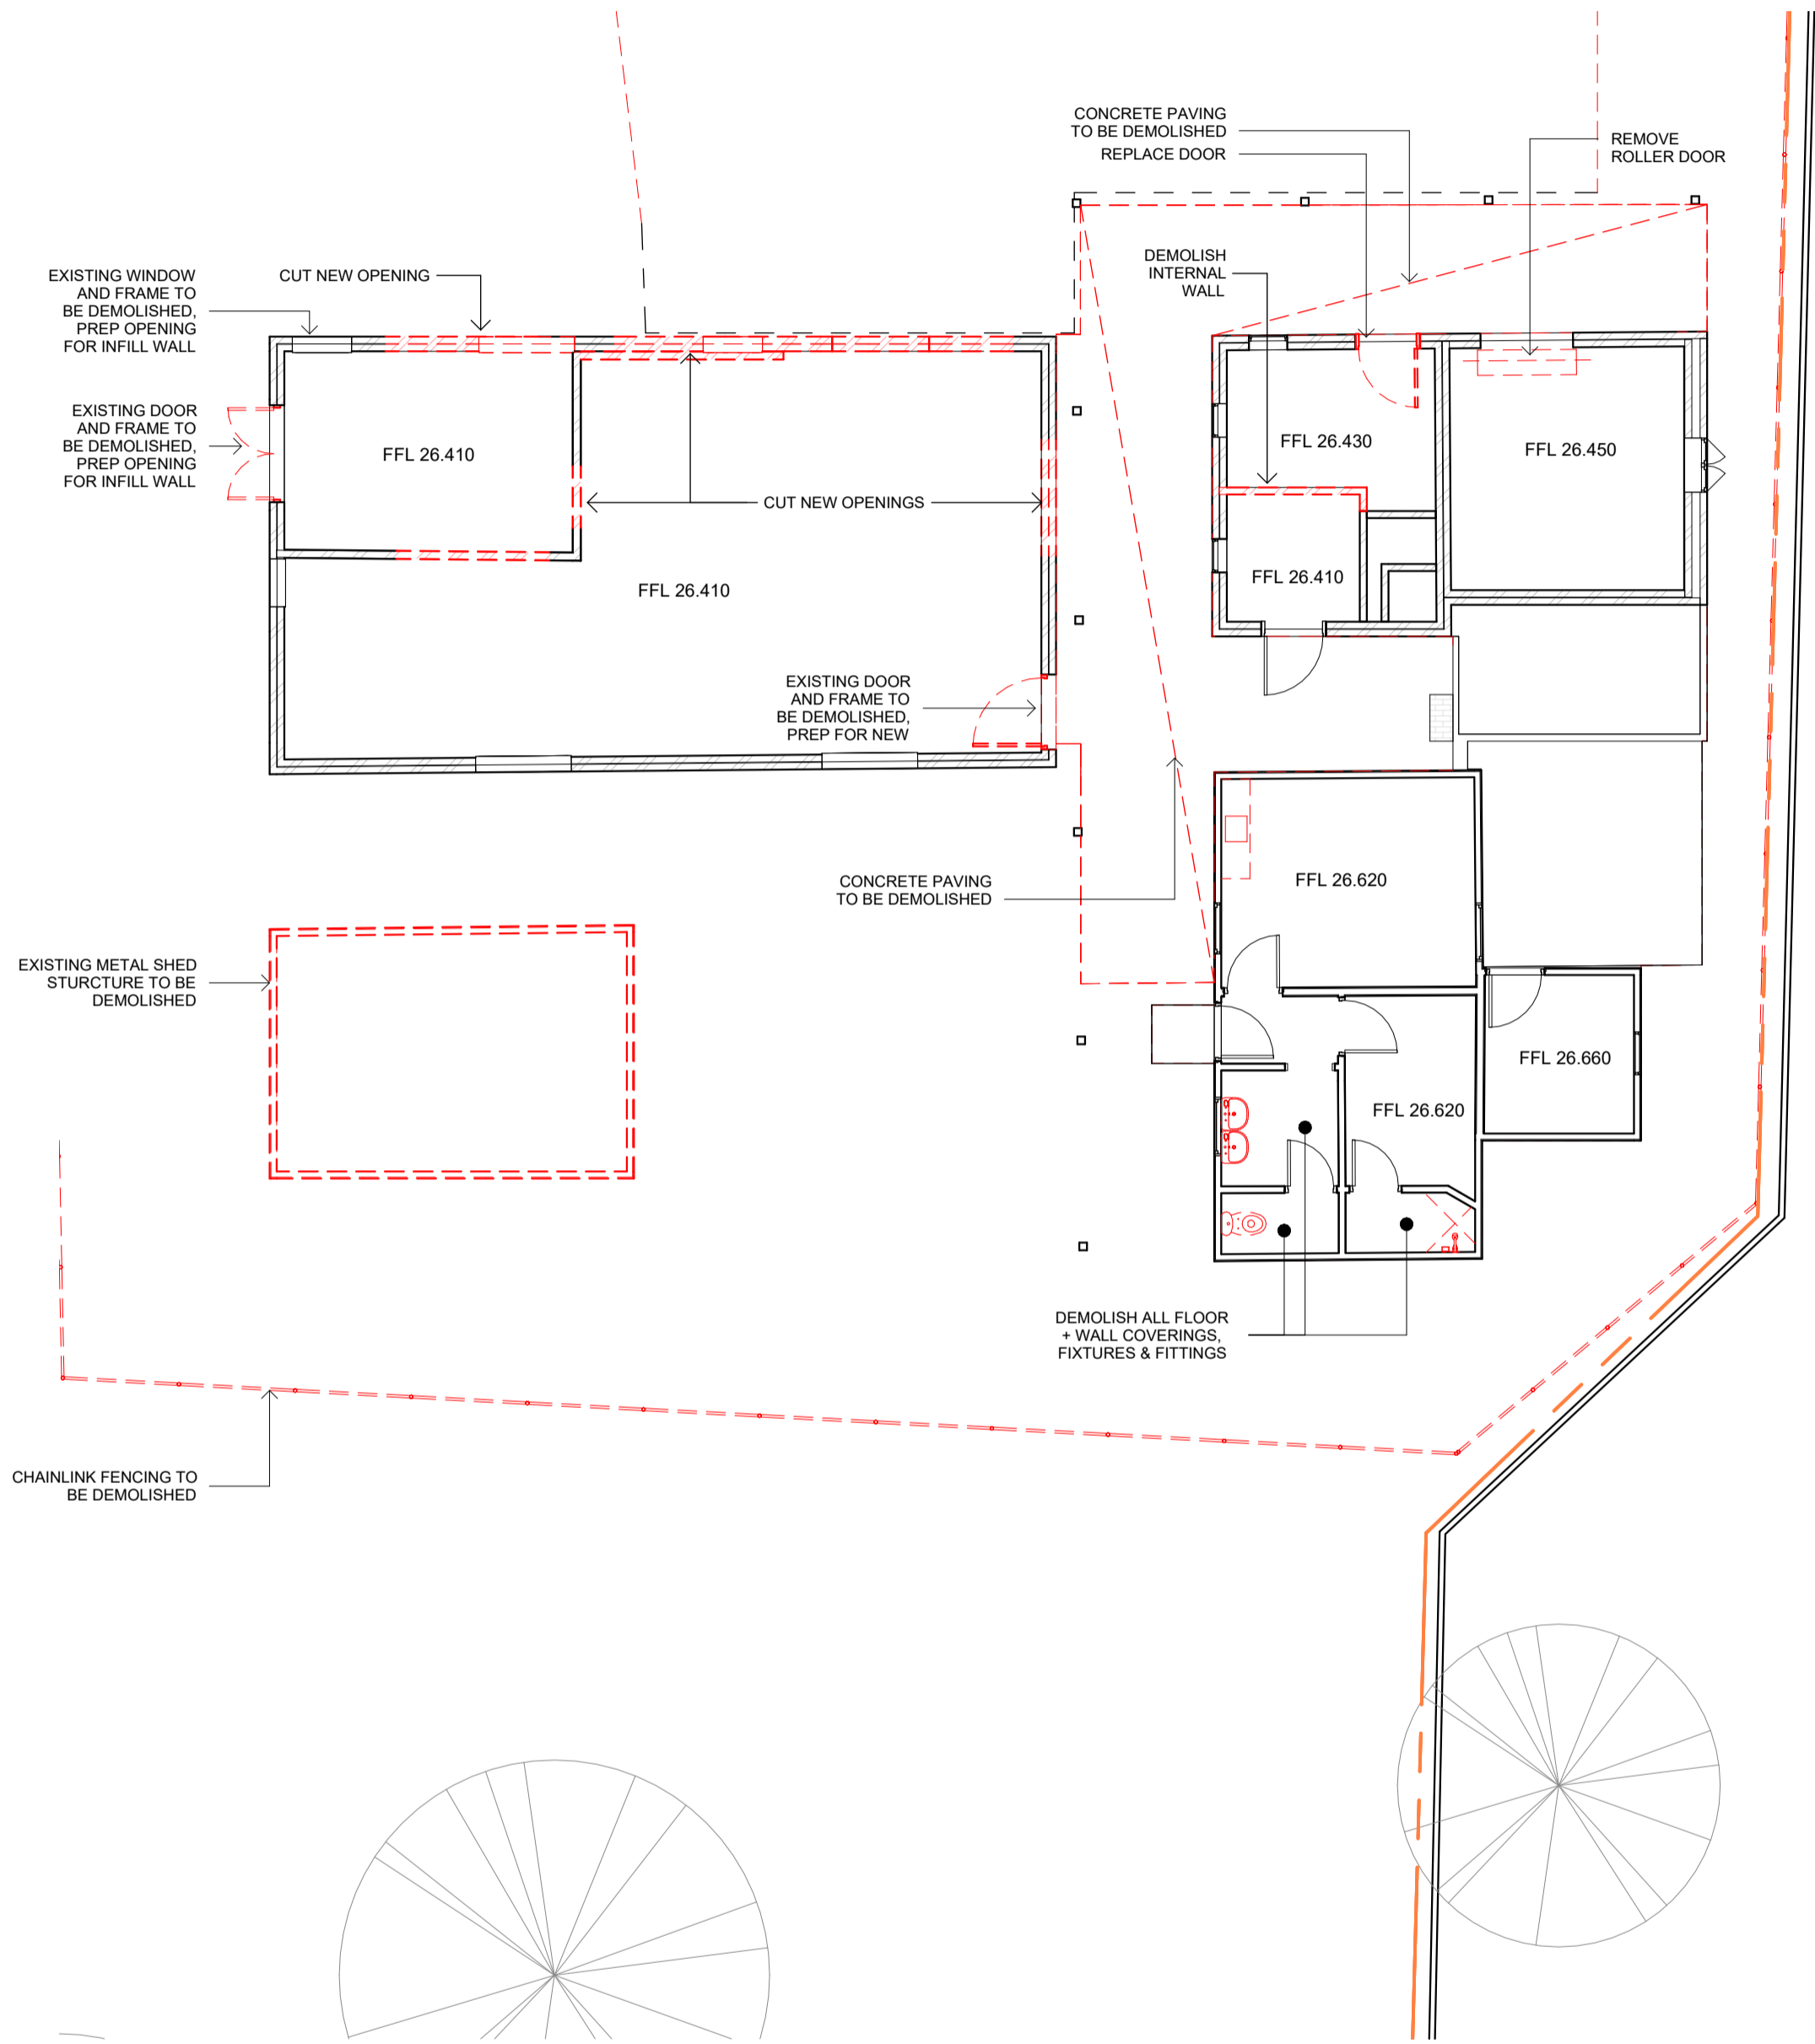 CONCRETE PAVING
TO BE DEMOLISHED
REPLACE DOOR
REMOVE
ROLLER DOOR
DEMOLISH
INTERNAL
WALL
EXISTING WINDOW
AND FRAME TO
BE DEMOLISHED,
PREP OPENING
FOR INFILL WALL
CUT NEW OPENING
EXISTING DOOR
AND FRAME TO
BE DEMOLISHED,
PREP OPENING
FOR INFILL WALL
FFL 26.410
FFL 26.430
FFL 26.450
CUT NEW OPENINGS
FFL 26.410
FFL 26.410
EXISTING DOOR
AND FRAME TO
BE DEMOLISHED,
PREP FOR NEW
CONCRETE PAVING
TO BE DEMOLISHED
FFL 26.620
EXISTING METAL SHED
STURCTURE TO BE
DEMOLISHED
FFL 26.660
FFL 26.620
DEMOLISH ALL FLOOR
+ WALL COVERINGS,
FIXTURES & FITTINGS
CHAINLINK FENCING TO
BE DEMOLISHED